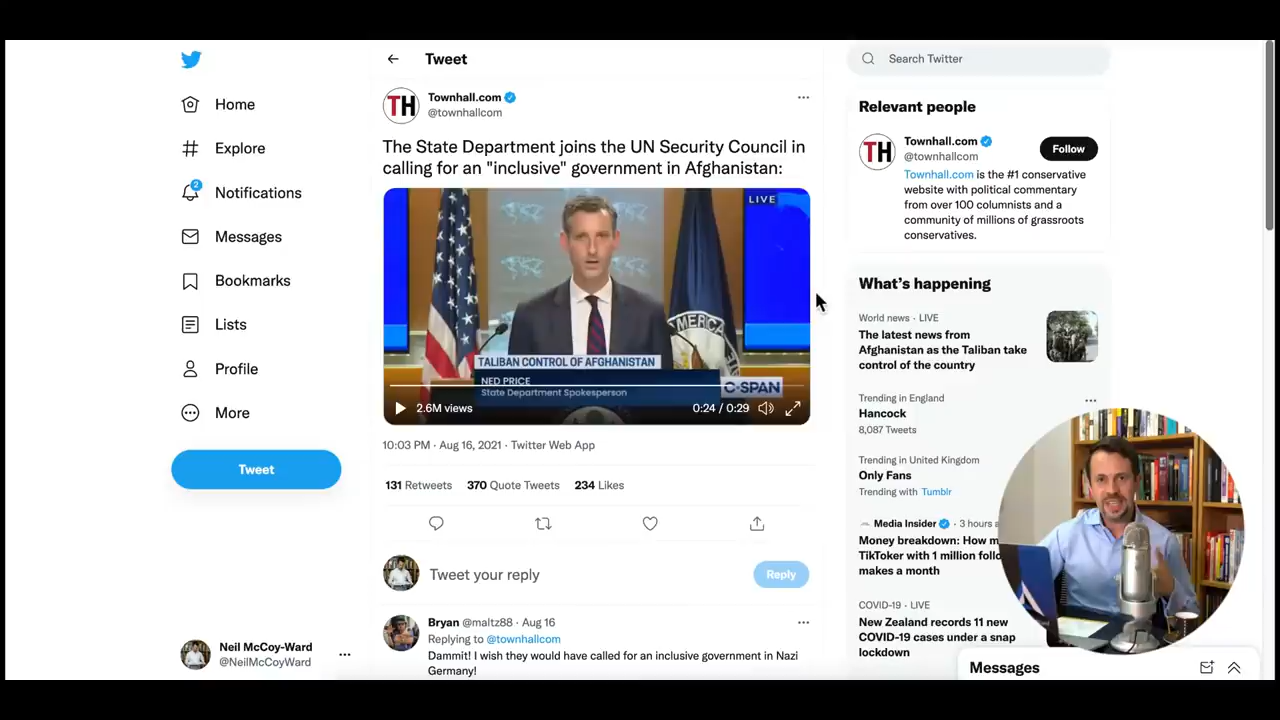 Home
Explore
2
Notifications
Messages
Bookmarks
Lists
Profile
More
Tweet
Neil McCoy-Ward
@NeilMcCoyWard
Tweet
TH
Townhall.com
@townhallcom
The State Department joins the UN Security Council in
calling for an "inclusive" government in Afghanistan:
LIVE
MERICA
TALIBAN CONTROL OF AFGHANISTAN
NED PRICE
State Department Spokesperson
C-SPAN
2.6M views
0:24 / 0:29
10:03 PM · Aug 16, 2021 · Twitter Web App
131 Retweets 370 Quote Tweets 234 Likes
Tweet your reply
Reply
Bryan @maltz88 · Aug 16
Replying to @townhallcom
Dammit! I wish they would have called for an inclusive government in Nazi
Germany!
Search Twitter
Relevant people
TH
Townhall.com
@townhallcom
Follow
Townhall.com is the #1 conservative
website with political commentary
from over 100 columnists and a
community of millions of grassroots
conservatives.
What's happening
World news · LIVE
The latest news from
Afghanistan as the Taliban take
control of the country
Trending in England
Hancock
8,087 Tweets
Trending in United Kingdom
Only Fans
Trending with Tumblr
Media Insider · 3 hours a
Money breakdown: How m
TikToker with 1 million follo
makes a month
COVID-19 · LIVE
New Zealand records 11 new
COVID-19 cases under a snap
lockdown
Messages